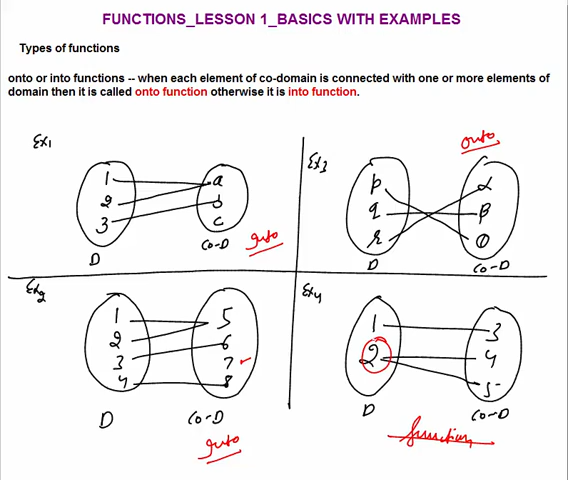 FUNCTIONS_LESSON 1_BASICS WITH EXAMPLES
Types of functions
onto or into functions -- when each element of co-domain is connected with one or more elements of
domain then it is called onto function otherwise it is into function.
Ex1
1 a
2 b
3 c
D Co-D into
Ex3 onto
p α
q β
r θ
D Co-D
Ex2
1 5
2 6
3 7
4 8
D Co-D
into
Ex4
1 3
2 4
5
D Co-D
function